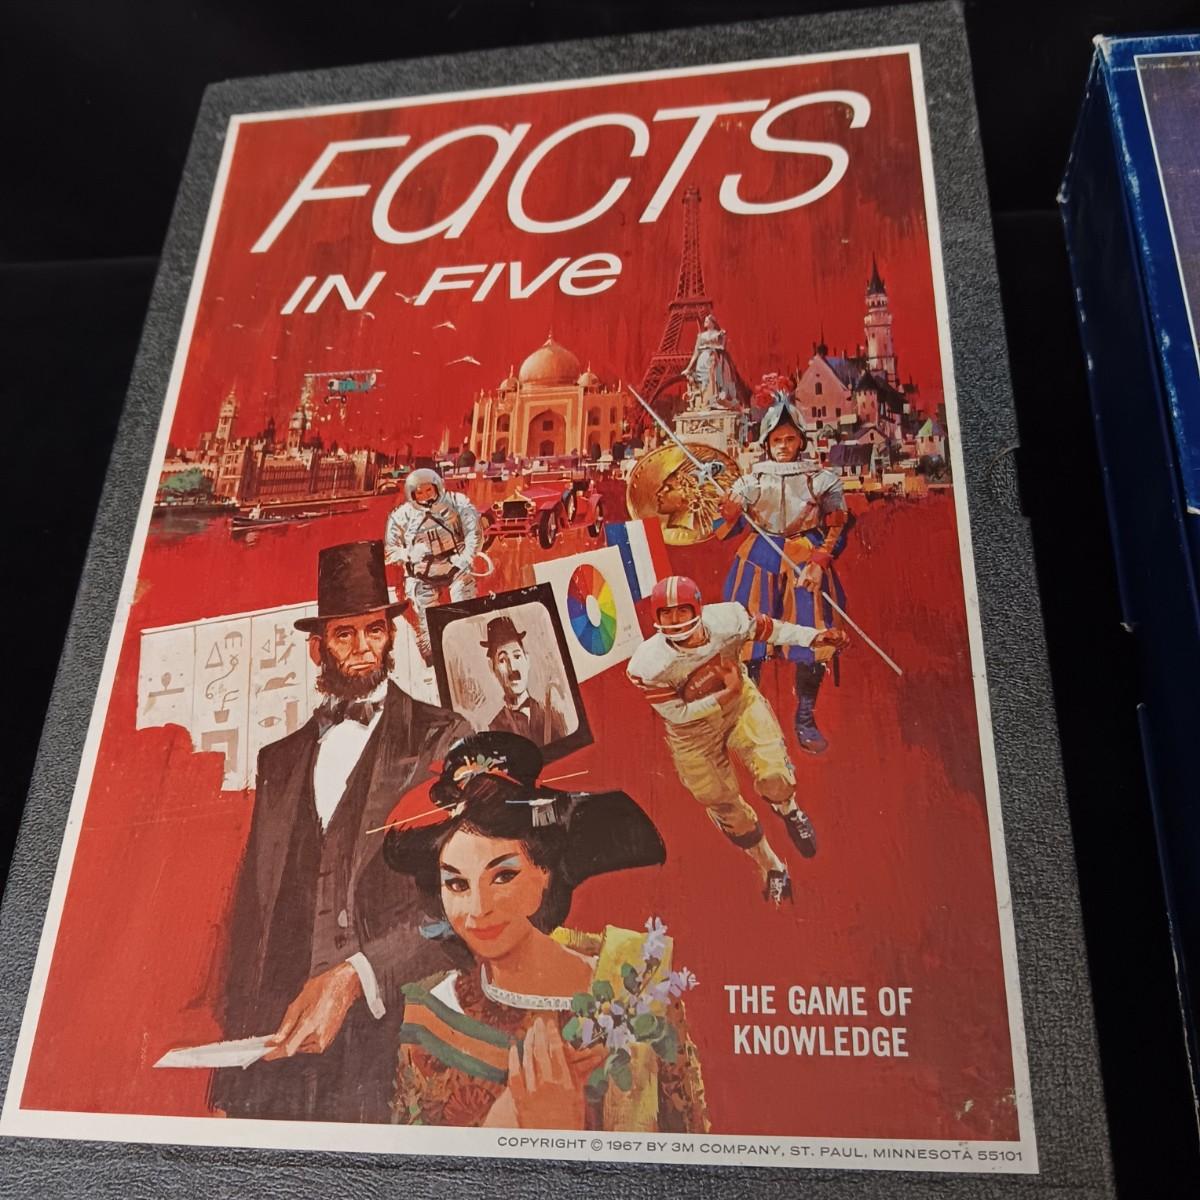 Facts
IN FIVe
THE GAME OF
KNOWLEDGE
COPYRIGHT © 1967 BY 3M COMPANY, ST. PAUL, MINNESOTA 55101